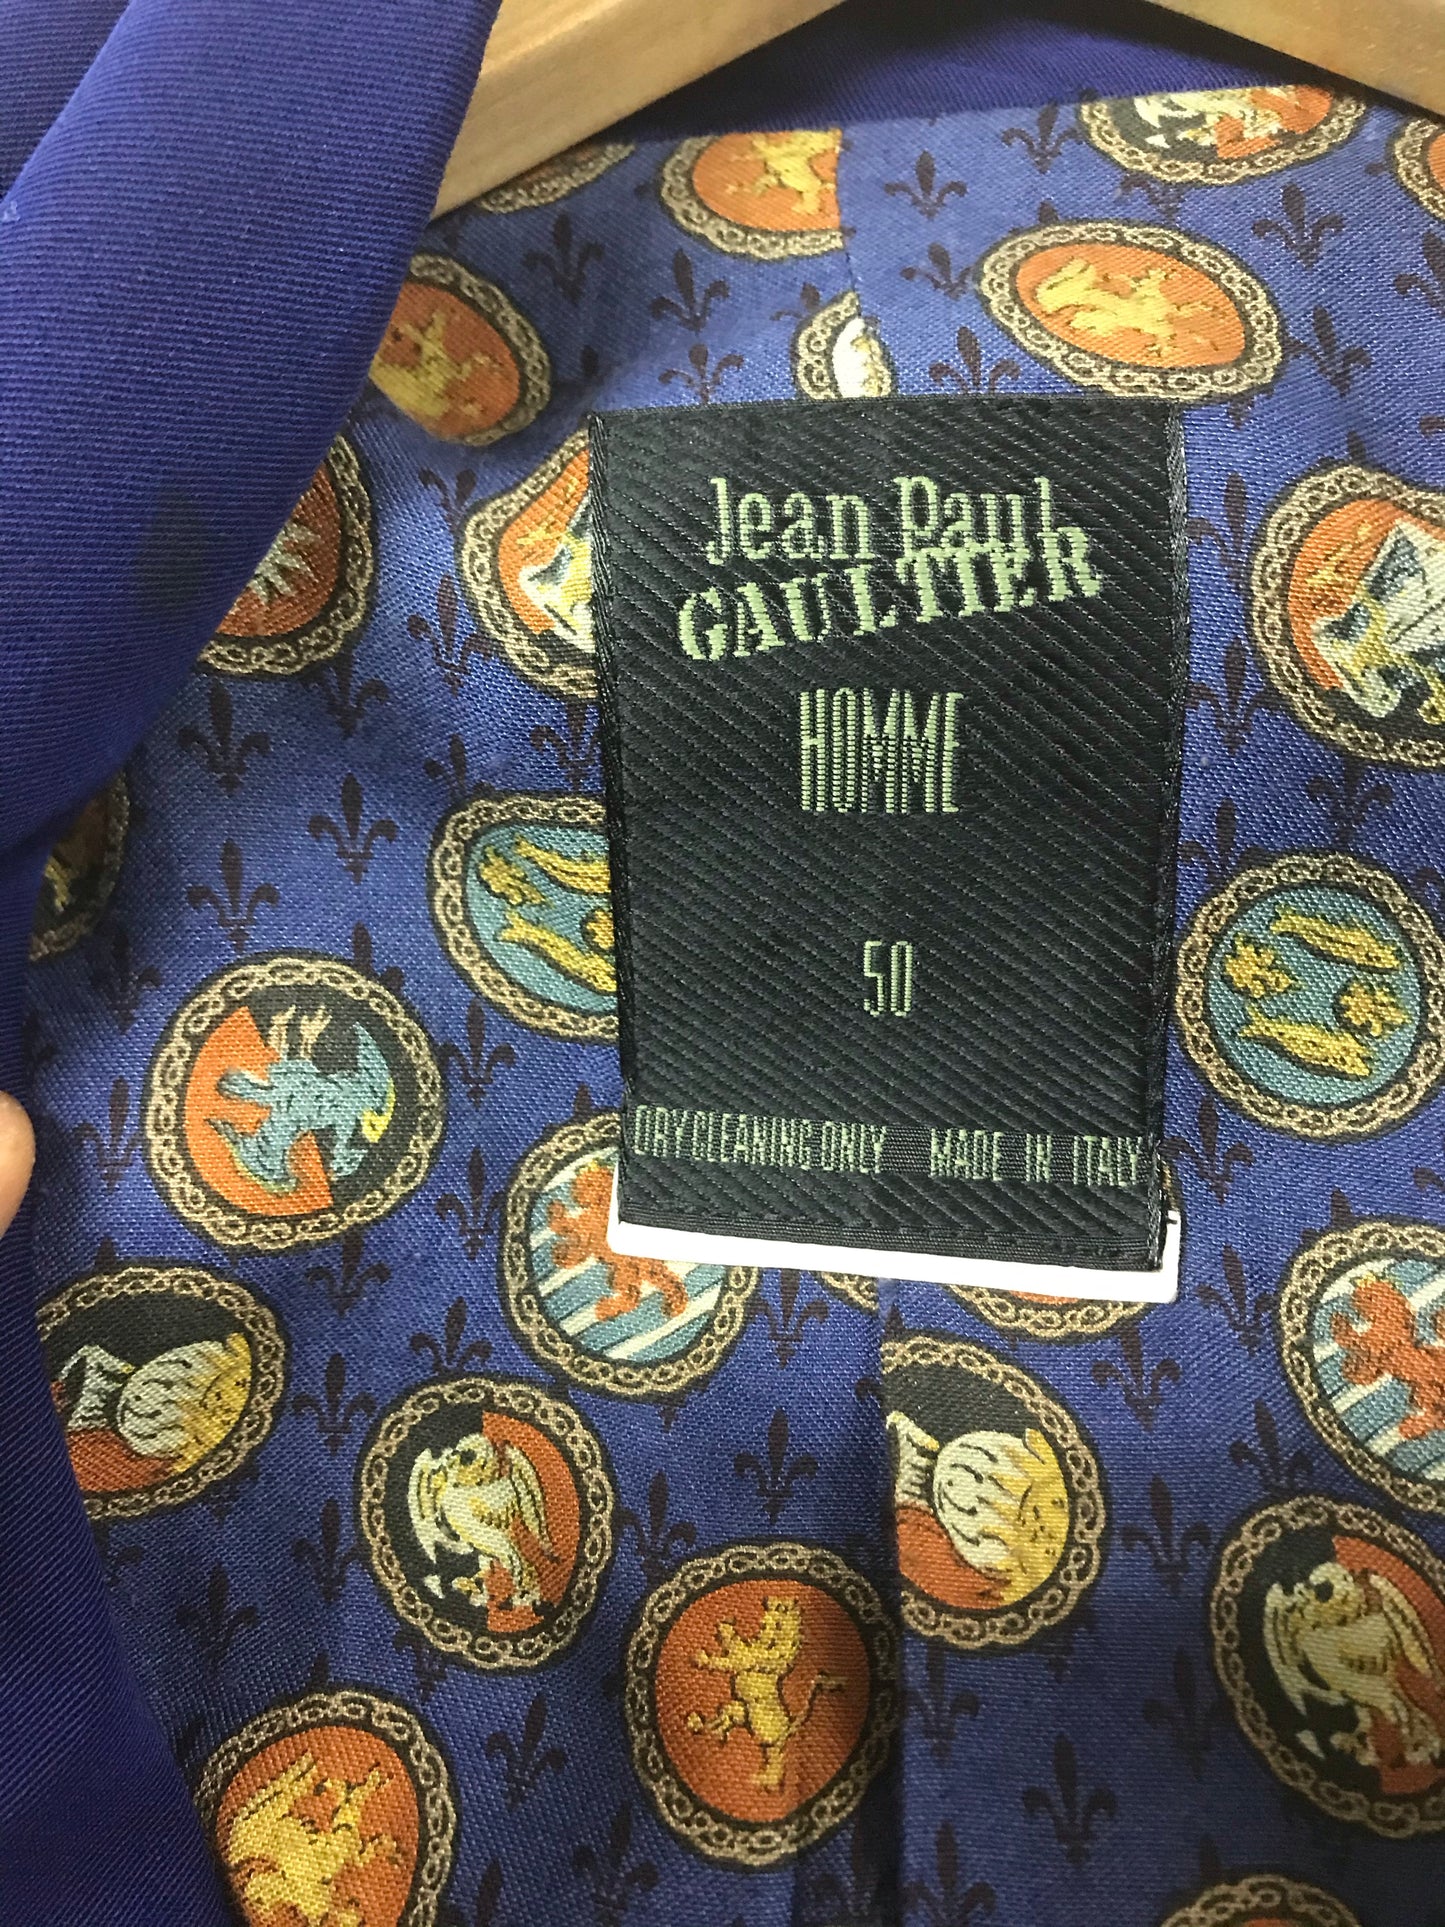 Jean Paul
GAULTIER
HOMME
50
DRY CLEANING ONLY MADE IN ITALY